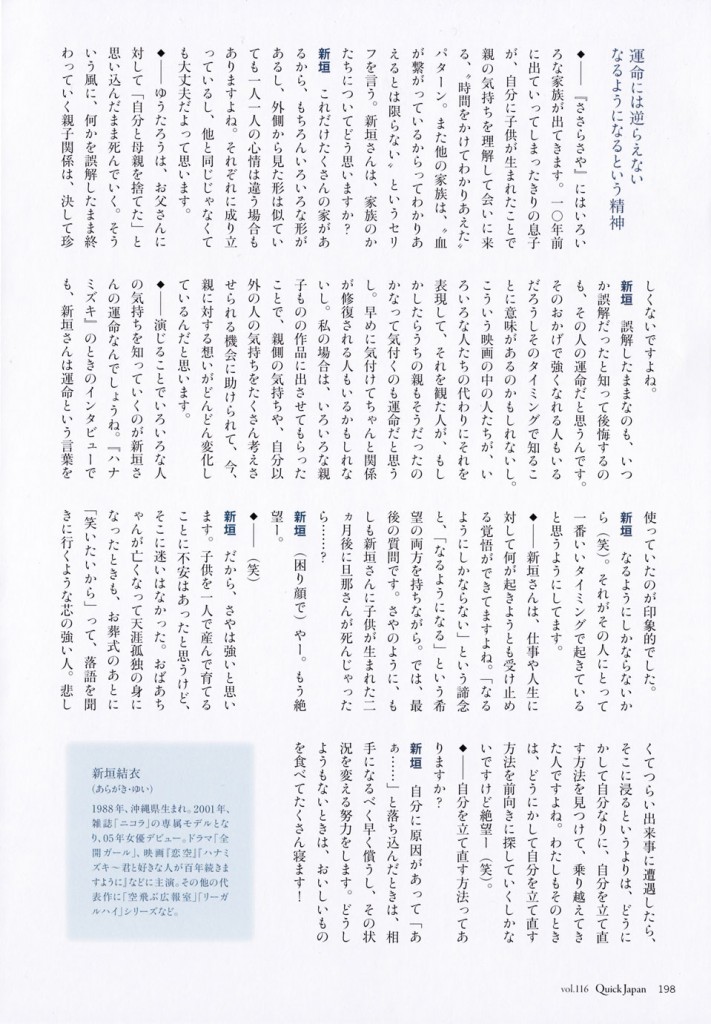 運命には逆らえない
なるようになるという精神
◆――『ささらさや』にはいろい
ろな家族が出てきます。一〇年前
に出ていってしまったきりの息子
が、自分に子供が生まれたことで
親の気持ちを理解して会いに来
る、〝時間をかけてわかりあえた〟
パターン。また他の家族は、〝血
が繋がっているからってわかりあ
えるとは限らない〟というセリ
フを言う。新垣さんは、家族のか
たちについてどう思いますか？
新垣　これだけたくさんの家があ
るから、もちろんいろいろな形が
あるし、外側から見た形は似てい
ても一人一人の心情は違う場合も
ありますよね。それぞれに成り立
っているし、他と同じじゃなくて
も大丈夫だよって思います。
◆――ゆうたろうは、お父さんに
対して「自分と母親を捨てた」と
思い込んだまま死んでいく。そう
いう風に、何かを誤解したまま終
わっていく親子関係は、決して珍
しくないですよね。
新垣　誤解したままなのも、いつ
か誤解だったと知って後悔するの
も、その人の運命だと思うんです。
そのおかげで強くなれる人もいる
だろうしそのタイミングで知るこ
とに意味があるのかもしれないし。
こういう映画の中の人たちが、い
ろいろな人たちの代わりにそれを
表現して、それを観た人が、もし
かしたらうちの親もそうだったの
かなって気付くのも運命だと思う
し。早めに気付けてちゃんと関係
が修復される人もいるかもしれな
いし。私の場合は、いろいろな親
子ものの作品に出させてもらった
ことで、親側の気持ちや、自分以
外の人の気持ちをたくさん考えさ
せられる機会に助けられて、今、
親に対する想いがどんどん変化し
ているんだと思います。
◆――演じることでいろいろな人
の気持ちを知っていくのが新垣さ
んの運命なんでしょうね。『ハナ
ミズキ』のときのインタビューで
も、新垣さんは運命という言葉を
使っていたのが印象的でした。
新垣　なるようにしかならないか
ら（笑）。それがその人にとって
一番いいタイミングで起きている
と思うようにしてます。
◆――新垣さんは、仕事や人生に
対して何が起きようとも受け止め
る覚悟ができてますよね。「なる
ようにしかならない」という諦念
と、「なるようになる」という希
望の両方を持ちながら。では、最
後の質問です。さやのように、も
しも新垣さんに子供が生まれた二
ヵ月後に旦那さんが死んじゃった
ら……？
新垣　（困り顔で）やー。もう絶
望ー。
◆――（笑）
新垣　だから、さやは強いと思い
ます。子供を一人で産んで育てる
ことに不安はあったと思うけど、
そこに迷いはなかった。おばあち
ゃんが亡くなって天涯孤独の身に
なったときも、お葬式のあとに
「笑いたいから」って、落語を聞
きに行くような芯の強い人。悲し
くてつらい出来事に遭遇したら、
そこに浸るというよりは、どうに
かして自分なりに、自分を立て直
す方法を見つけて、乗り越えてき
た人ですよね。わたしもそのとき
は、どうにかして自分を立て直す
方法を前向きに探していくしかな
いですけど絶望ー（笑）。
◆――自分を立て直す方法ってあ
りますか？
新垣　自分に原因があって「あ
ぁ……」と落ち込んだときは、相
手になるべく早く償うし、その状
況を変える努力をします。どうし
ようもないときは、おいしいもの
を食べてたくさん寝ます！
新垣結衣
（あらがき・ゆい）
1988年、沖縄県生まれ。2001年、
雑誌「ニコラ」の専属モデルとな
り、05年女優デビュー。ドラマ「全
開ガール」、映画『恋空』『ハナミ
ズキ〜君と好きな人が百年続きま
すように』などに主演。その他の代
表作に「空飛ぶ広報室」「リーガ
ルハイ」シリーズなど。
vol.116 Quick Japan 198